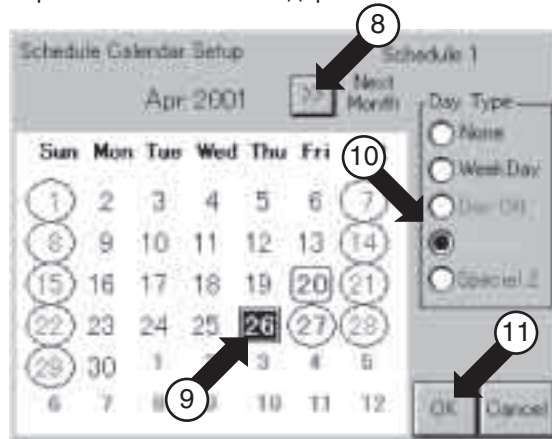 8
Schedule Calendar Setup
Schedule 1
Apr 2001
>>
Next
Month
Day Type
Sun Mon Tue Wed Thu Fri
10
None
Week Day
1 2 3 4 5 6 7
Day Off
8 9 10 11 12 13 14
15 16 17 18 19 20 21
Special 2
22 23 24 25 26 27 28
11
29 30 1 3 4 5
9
6 7 10 11 12
OK Cancel